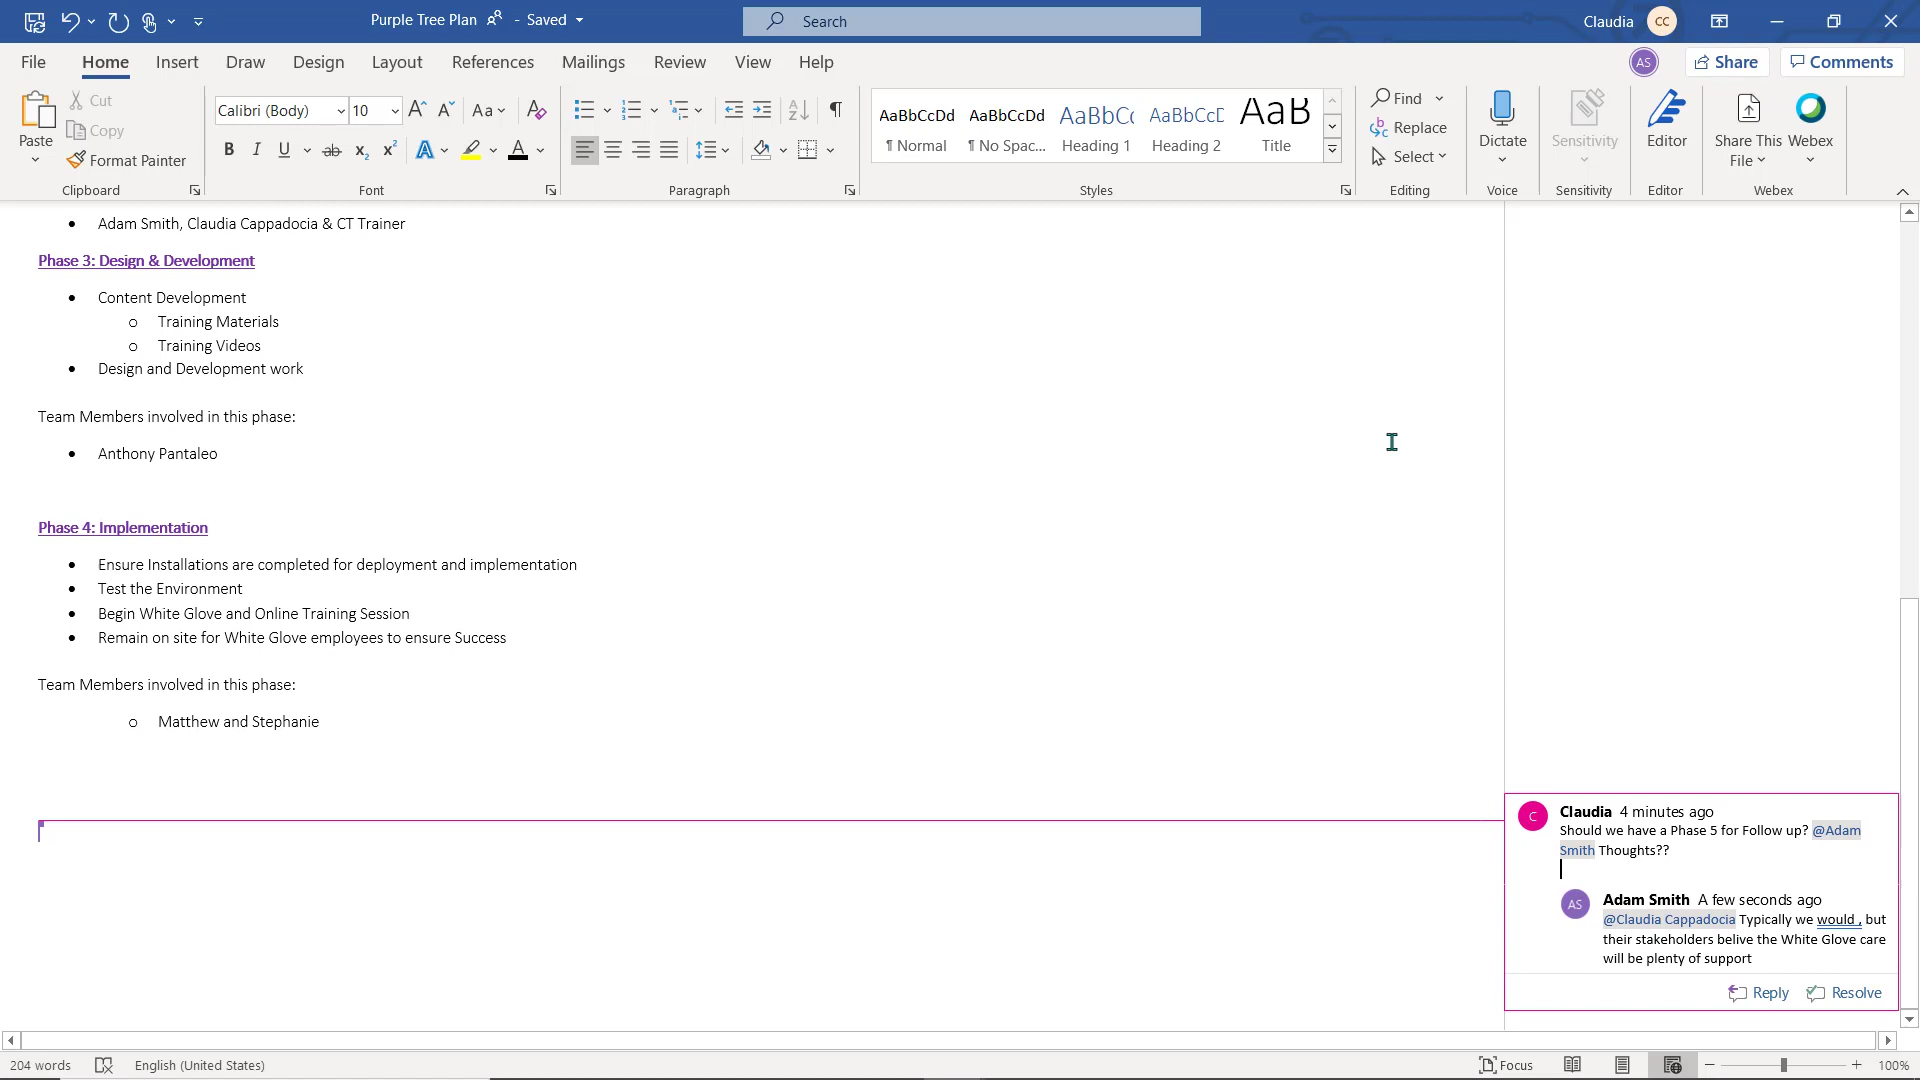 Purple Tree Plan - Saved
Search
Claudia CC
File Home Insert Draw Design Layout References Mailings Review View Help
AS Share Comments
Paste
Cut
Copy
Format Painter
Clipboard
Calibri (Body) 10
Font
Paragraph
AaBbCcDd
¶ Normal
AaBbCcDd
¶ No Spac...
AaBbCc
Heading 1
AaBbCcD
Heading 2
AaB
Title
Styles
Find
Replace
Select
Editing
Dictate
Voice
Sensitivity
Sensitivity
Editor
Editor
Share This
File
Webex
Webex
• Adam Smith, Claudia Cappadocia & CT Trainer
Phase 3: Design & Development
• Content Development
o Training Materials
o Training Videos
• Design and Development work
Team Members involved in this phase:
• Anthony Pantaleo
Phase 4: Implementation
• Ensure Installations are completed for deployment and implementation
• Test the Environment
• Begin White Glove and Online Training Session
• Remain on site for White Glove employees to ensure Success
Team Members involved in this phase:
o Matthew and Stephanie
C
Claudia 4 minutes ago
Should we have a Phase 5 for Follow up? @Adam
Smith Thoughts??
AS
Adam Smith A few seconds ago
@Claudia Cappadocia Typically we would , but
their stakeholders belive the White Glove care
will be plenty of support
Reply Resolve
204 words English (United States)
Focus 100%